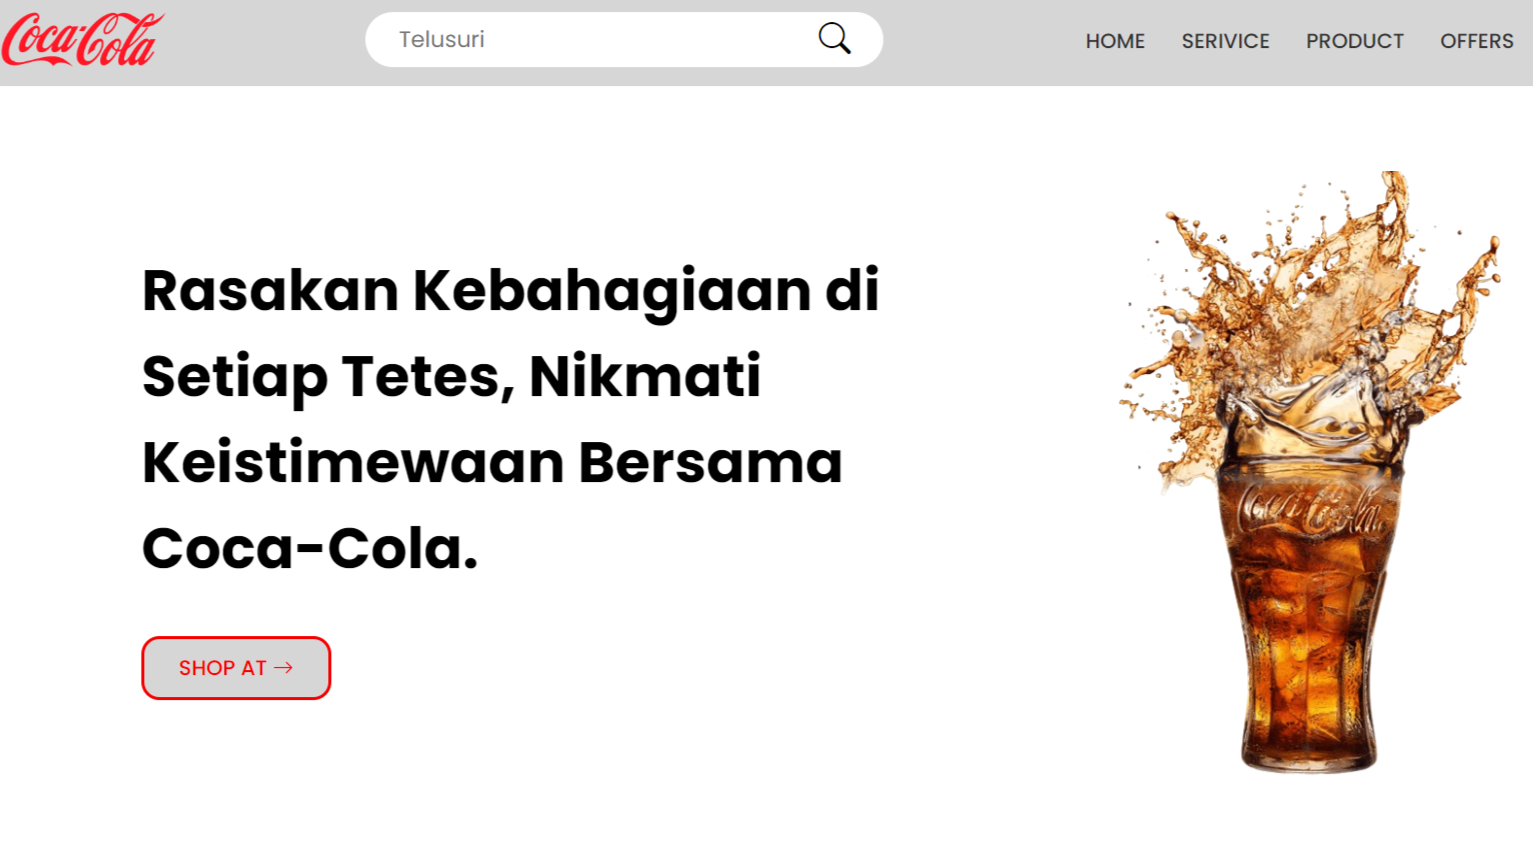 Coca-Cola
Telusuri
HOME SERIVICE PRODUCT OFFERS
Rasakan Kebahagiaan di
Setiap Tetes, Nikmati
Keistimewaan Bersama
Coca-Cola.
SHOP AT →
Coca-Cola